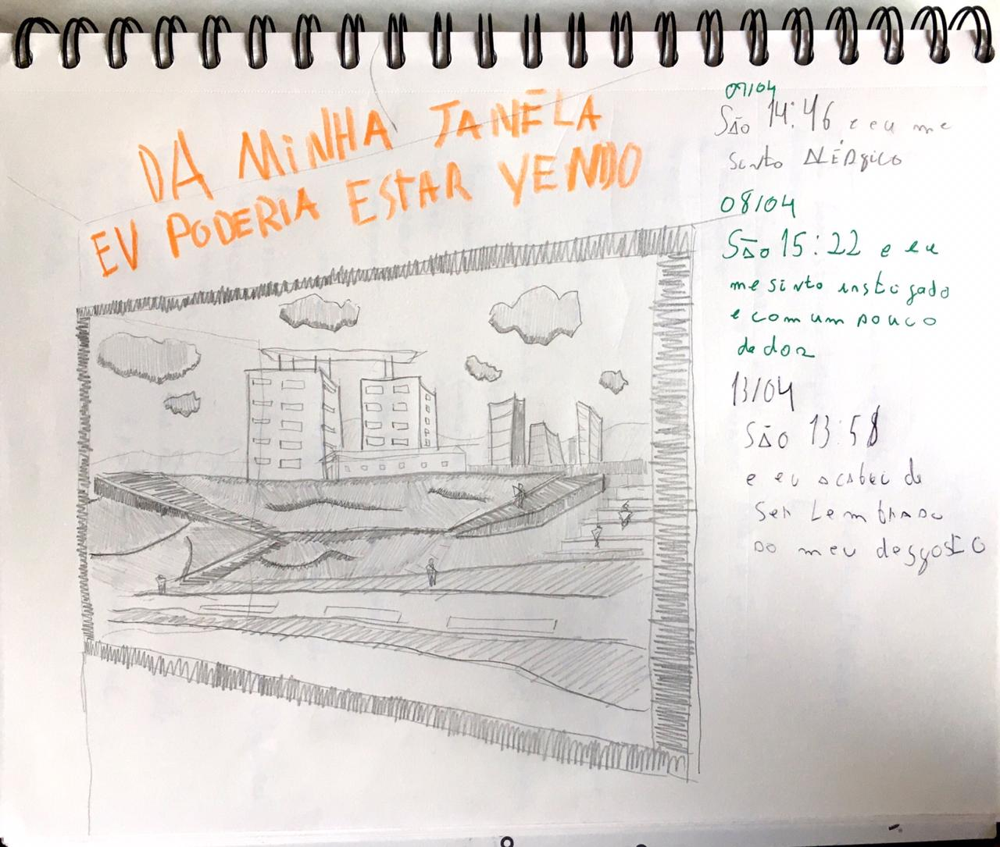 DA MiNHA JANELA
EU PODERIA ESTAR VENDO
07/04
São 14:46 e eu me
sinto ALÉRgico
08/04
São 15:22 e eu
me sinto instigado
e com um pouco
de dor
13/04
São 13:58
e eu acabei de
ser Lembrado
do meu desgosto